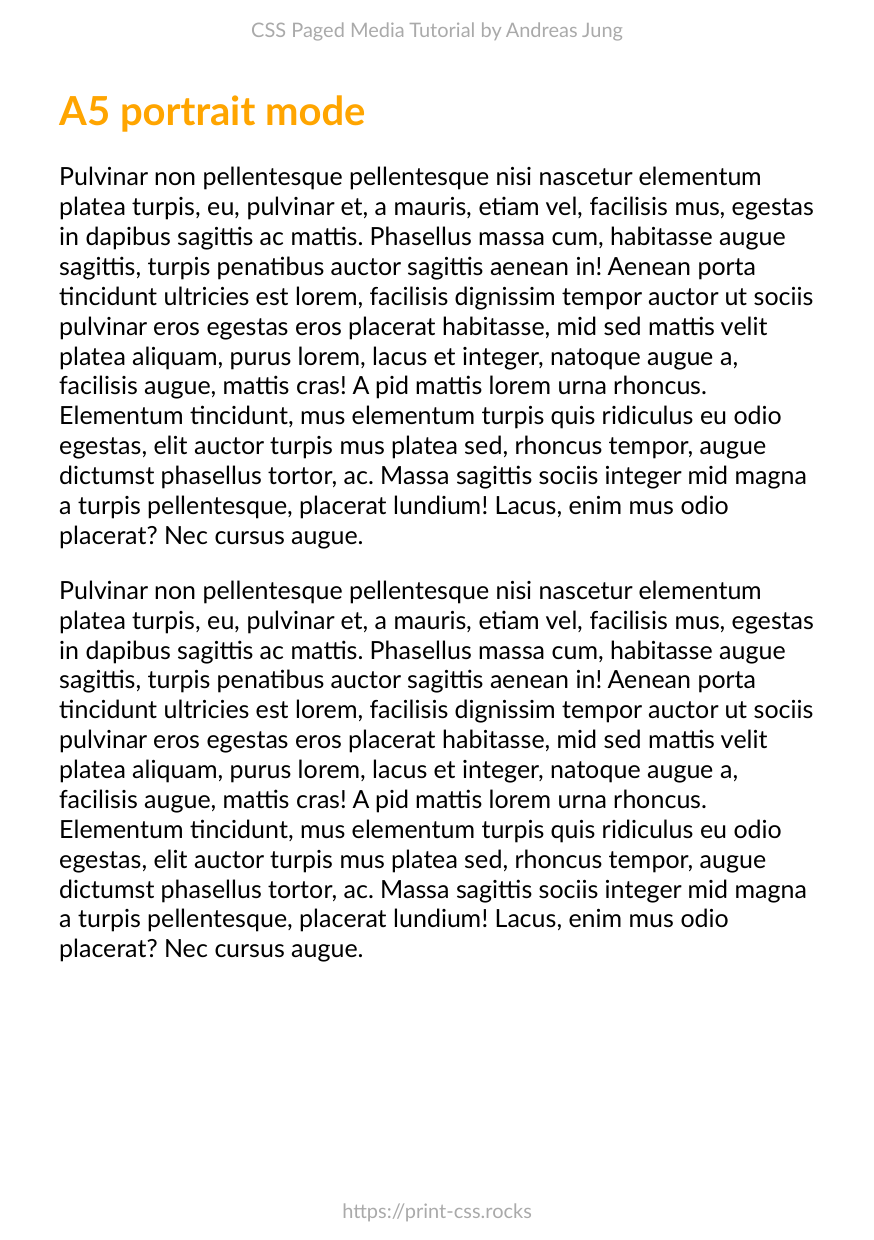 CSS Paged Media Tutorial by Andreas Jung
A5 portrait mode
Pulvinar non pellentesque pellentesque nisi nascetur elementum
platea turpis, eu, pulvinar et, a mauris, etiam vel, facilisis mus, egestas
in dapibus sagittis ac mattis. Phasellus massa cum, habitasse augue
sagittis, turpis penatibus auctor sagittis aenean in! Aenean porta
tincidunt ultricies est lorem, facilisis dignissim tempor auctor ut sociis
pulvinar eros egestas eros placerat habitasse, mid sed mattis velit
platea aliquam, purus lorem, lacus et integer, natoque augue a,
facilisis augue, mattis cras! A pid mattis lorem urna rhoncus.
Elementum tincidunt, mus elementum turpis quis ridiculus eu odio
egestas, elit auctor turpis mus platea sed, rhoncus tempor, augue
dictumst phasellus tortor, ac. Massa sagittis sociis integer mid magna
a turpis pellentesque, placerat lundium! Lacus, enim mus odio
placerat? Nec cursus augue.
Pulvinar non pellentesque pellentesque nisi nascetur elementum
platea turpis, eu, pulvinar et, a mauris, etiam vel, facilisis mus, egestas
in dapibus sagittis ac mattis. Phasellus massa cum, habitasse augue
sagittis, turpis penatibus auctor sagittis aenean in! Aenean porta
tincidunt ultricies est lorem, facilisis dignissim tempor auctor ut sociis
pulvinar eros egestas eros placerat habitasse, mid sed mattis velit
platea aliquam, purus lorem, lacus et integer, natoque augue a,
facilisis augue, mattis cras! A pid mattis lorem urna rhoncus.
Elementum tincidunt, mus elementum turpis quis ridiculus eu odio
egestas, elit auctor turpis mus platea sed, rhoncus tempor, augue
dictumst phasellus tortor, ac. Massa sagittis sociis integer mid magna
a turpis pellentesque, placerat lundium! Lacus, enim mus odio
placerat? Nec cursus augue.
https://print-css.rocks